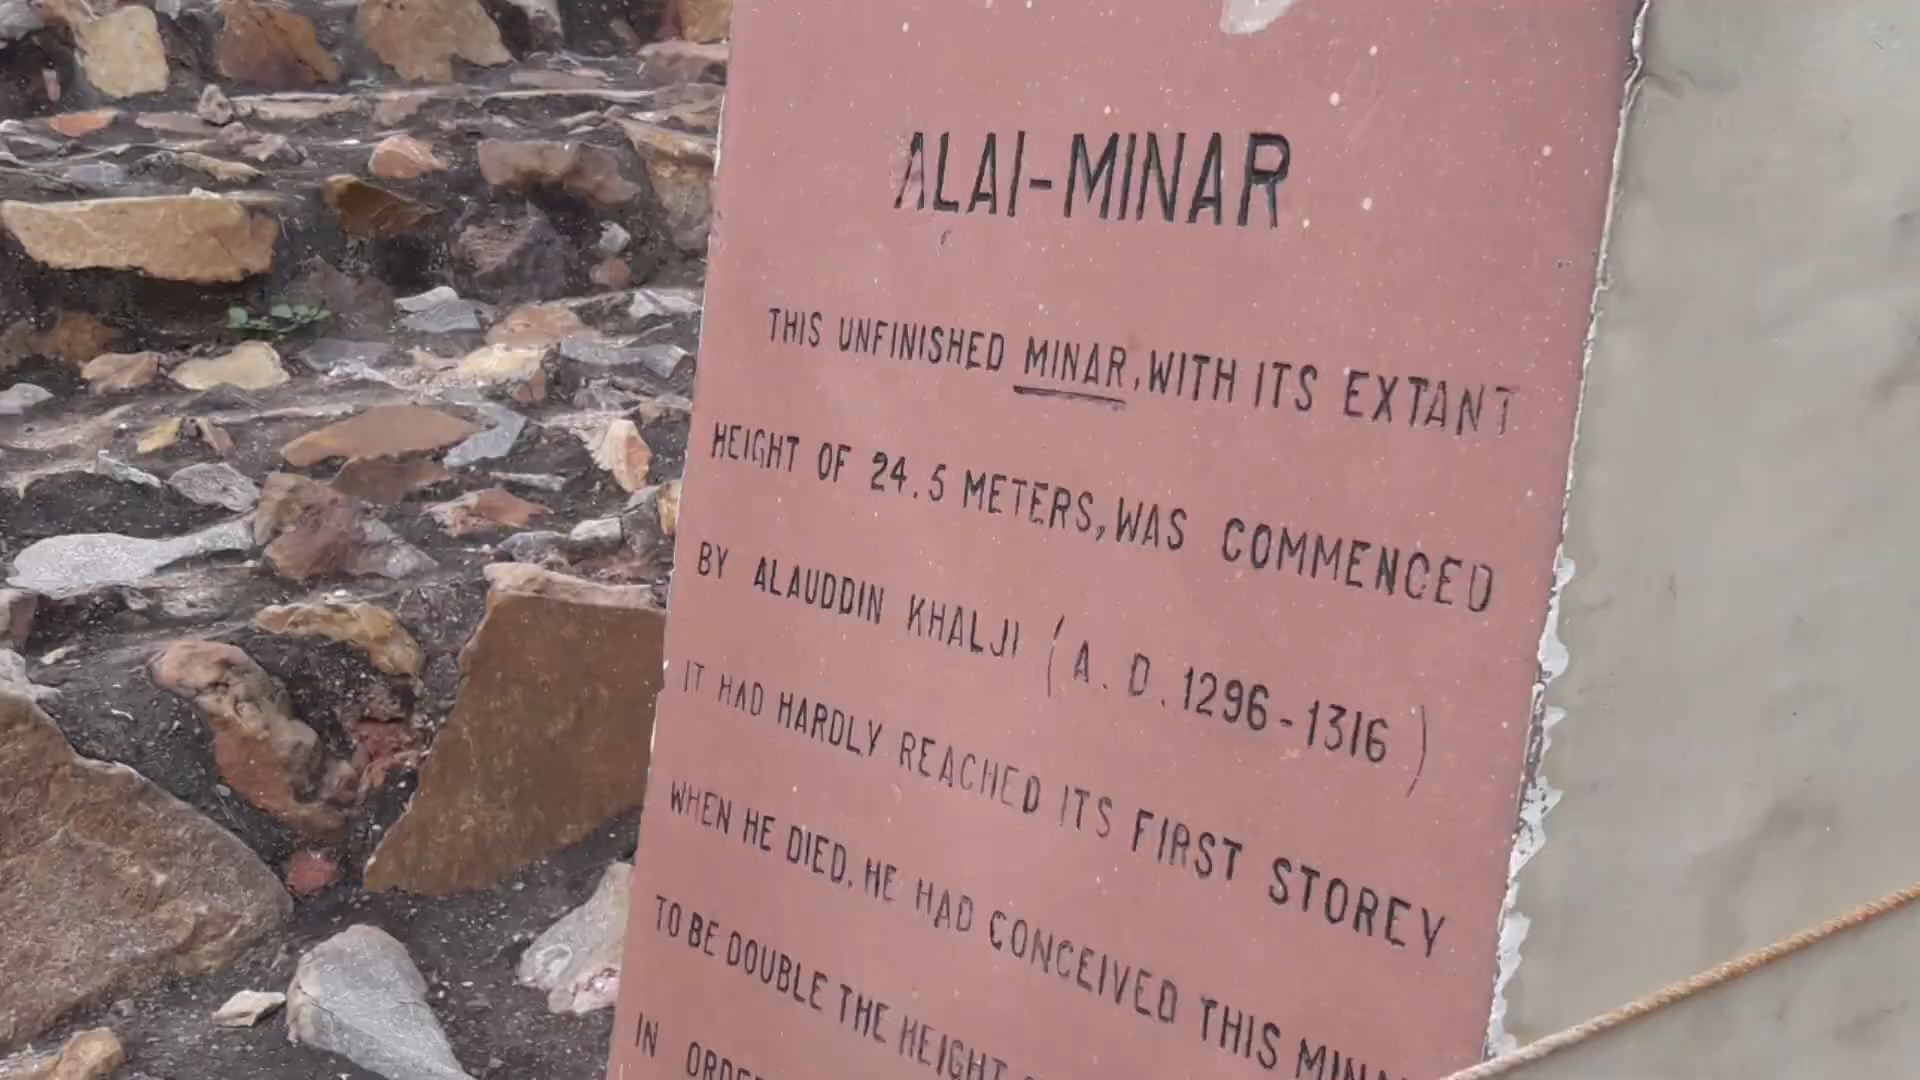 ALAI-MINAR
THIS UNFINISHED MINAR, WITH ITS EXTANT
HEIGHT OF 24.5 METERS, WAS COMMENCED
BY ALAUDDIN KHALJI (A. D. 1296-1316)
IT HAD HARDLY REACHED ITS FIRST STOREY
WHEN HE DIED. HE HAD CONCEIVED THIS
TO BE DOUBLE THE HEIGHT
IN